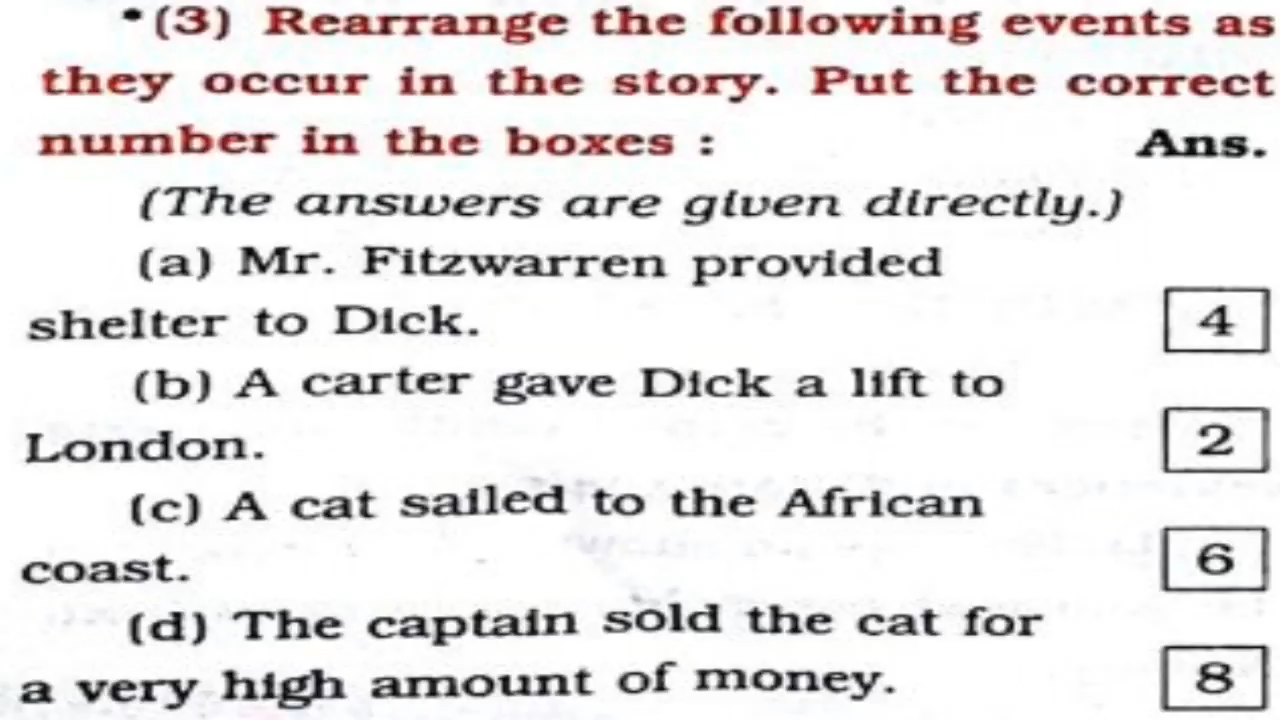 •(3) Rearrange the following events as
they occur in the story. Put the correct
number in the boxes : Ans.
(The answers are given directly.)
(a) Mr. Fitzwarren provided
shelter to Dick. 4
(b) A carter gave Dick a lift to
London. 2
(c) A cat sailed to the African
coast. 6
(d) The captain sold the cat for
a very high amount of money. 8